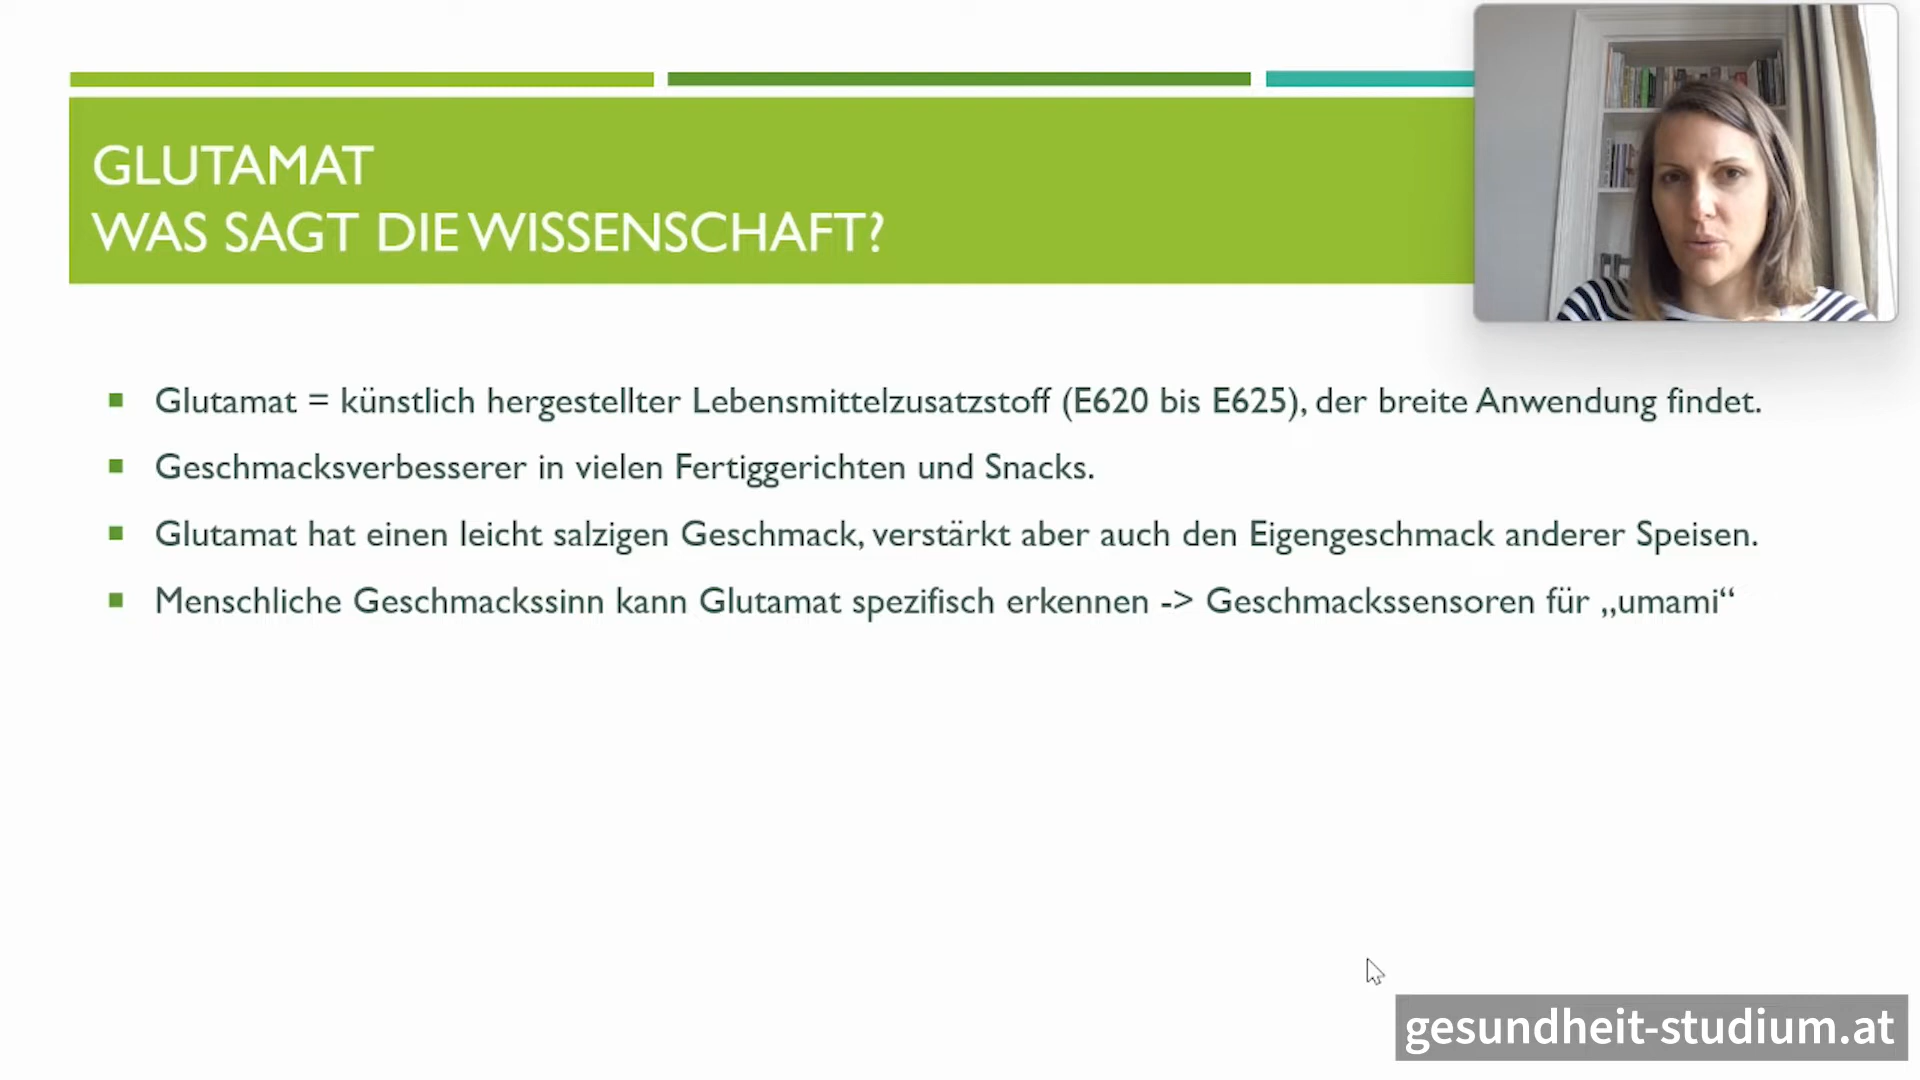 GLUTAMAT
WAS SAGT DIE WISSENSCHAFT?
Glutamat = künstlich hergestellter Lebensmittelzusatzstoff (E620 bis E625), der breite Anwendung findet.
Geschmacksverbesserer in vielen Fertiggerichten und Snacks.
Glutamat hat einen leicht salzigen Geschmack, verstärkt aber auch den Eigengeschmack anderer Speisen.
Menschliche Geschmackssinn kann Glutamat spezifisch erkennen -> Geschmackssensoren für „umami“
gesundheit-studium.at